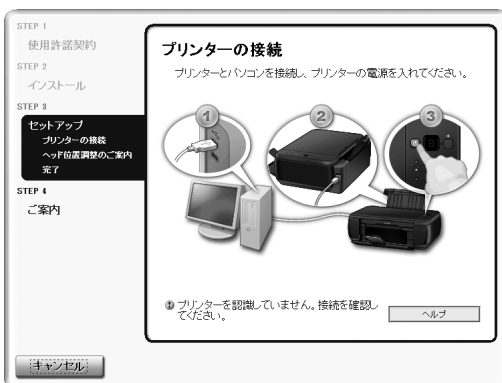 STEP 1
使用許諾契約
STEP 2
インストール
STEP 3
セットアップ
プリンターの接続
ヘッド位置調整のご案内
完了
STEP 4
ご案内
プリンターの接続
プリンターとパソコンを接続し、プリンターの電源を入れてください。
1
2
3
プリンターを認識していません。接続を確認し
てください。
ヘルプ
キャンセル